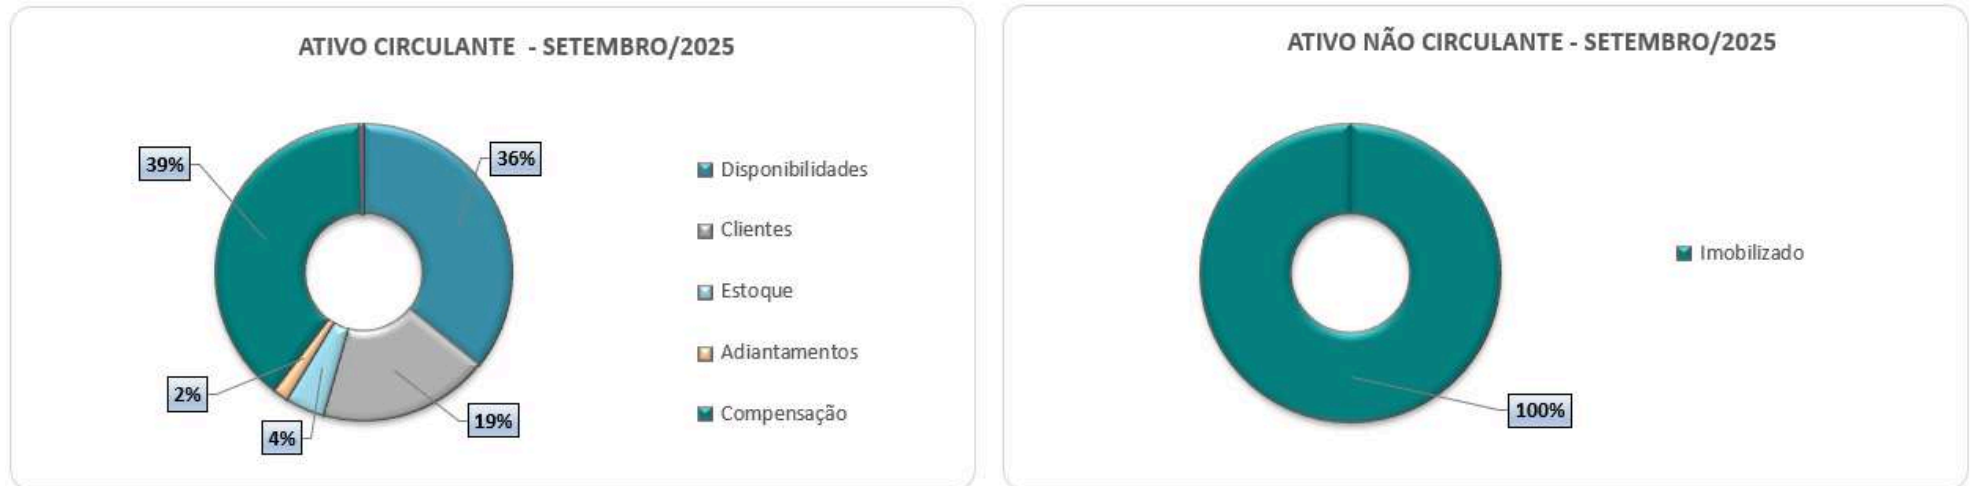 ATIVO CIRCULANTE - SETEMBRO/2025
39%
36%
2%
4%
19%
Disponibilidades
Clientes
Estoque
Adiantamentos
Compensação
ATIVO NÃO CIRCULANTE - SETEMBRO/2025
100%
Imobilizado